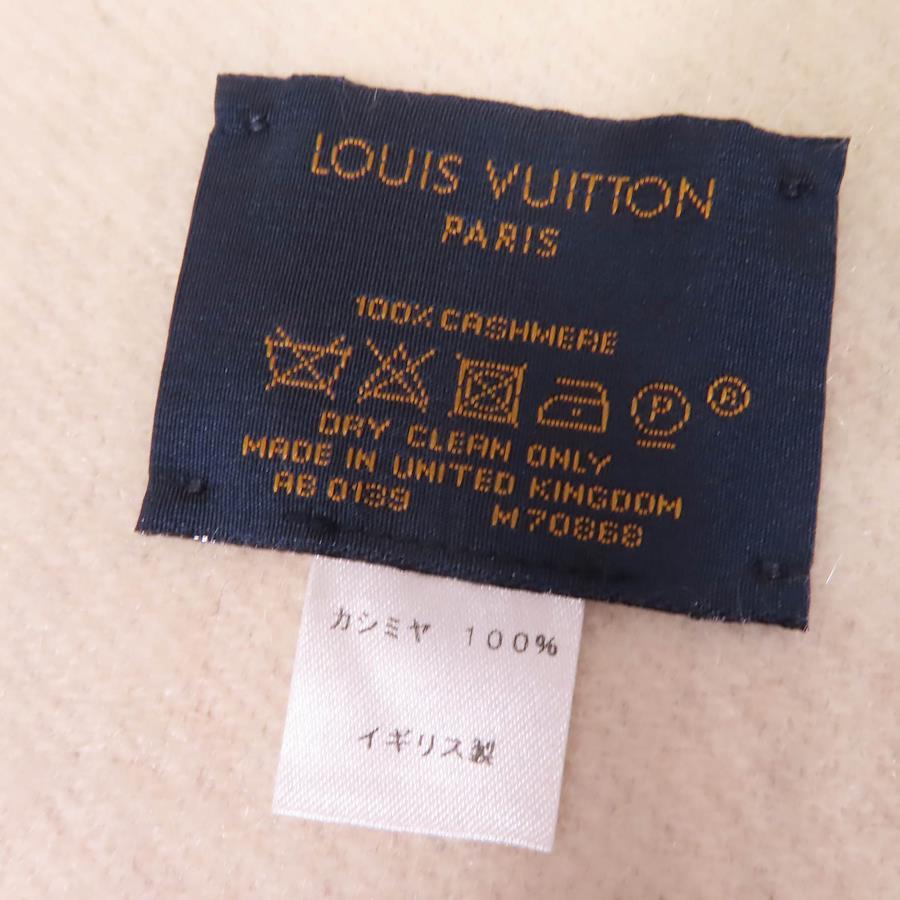 LOUIS VUITTON
PARIS
100% CASHMERE
P R
DRY CLEAN ONLY
MADE IN UNITED KINGDOM
AB 0139 M70868
カシミヤ 100%
イギリス製